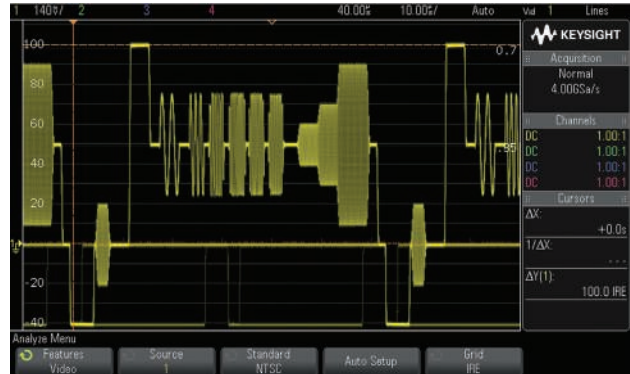 1 140▽/ 2 3 4 40.00s 10.00s/ Auto Vid 1 Lines
KEYSIGHT
Acquisition
Normal
4.00GSa/s
Channels
DC 1.00:1
DC 1.00:1
DC 1.00:1
DC 1.00:1
Cursors
ΔX:
+0.0s
1/ΔX:
---
ΔY(1):
100.0 IRE
100
0.7
80
60
40
20
-20
-40
Analyze Menu
Features
Video
Source
1
Standard
NTSC
Auto Setup
Grid
IRE